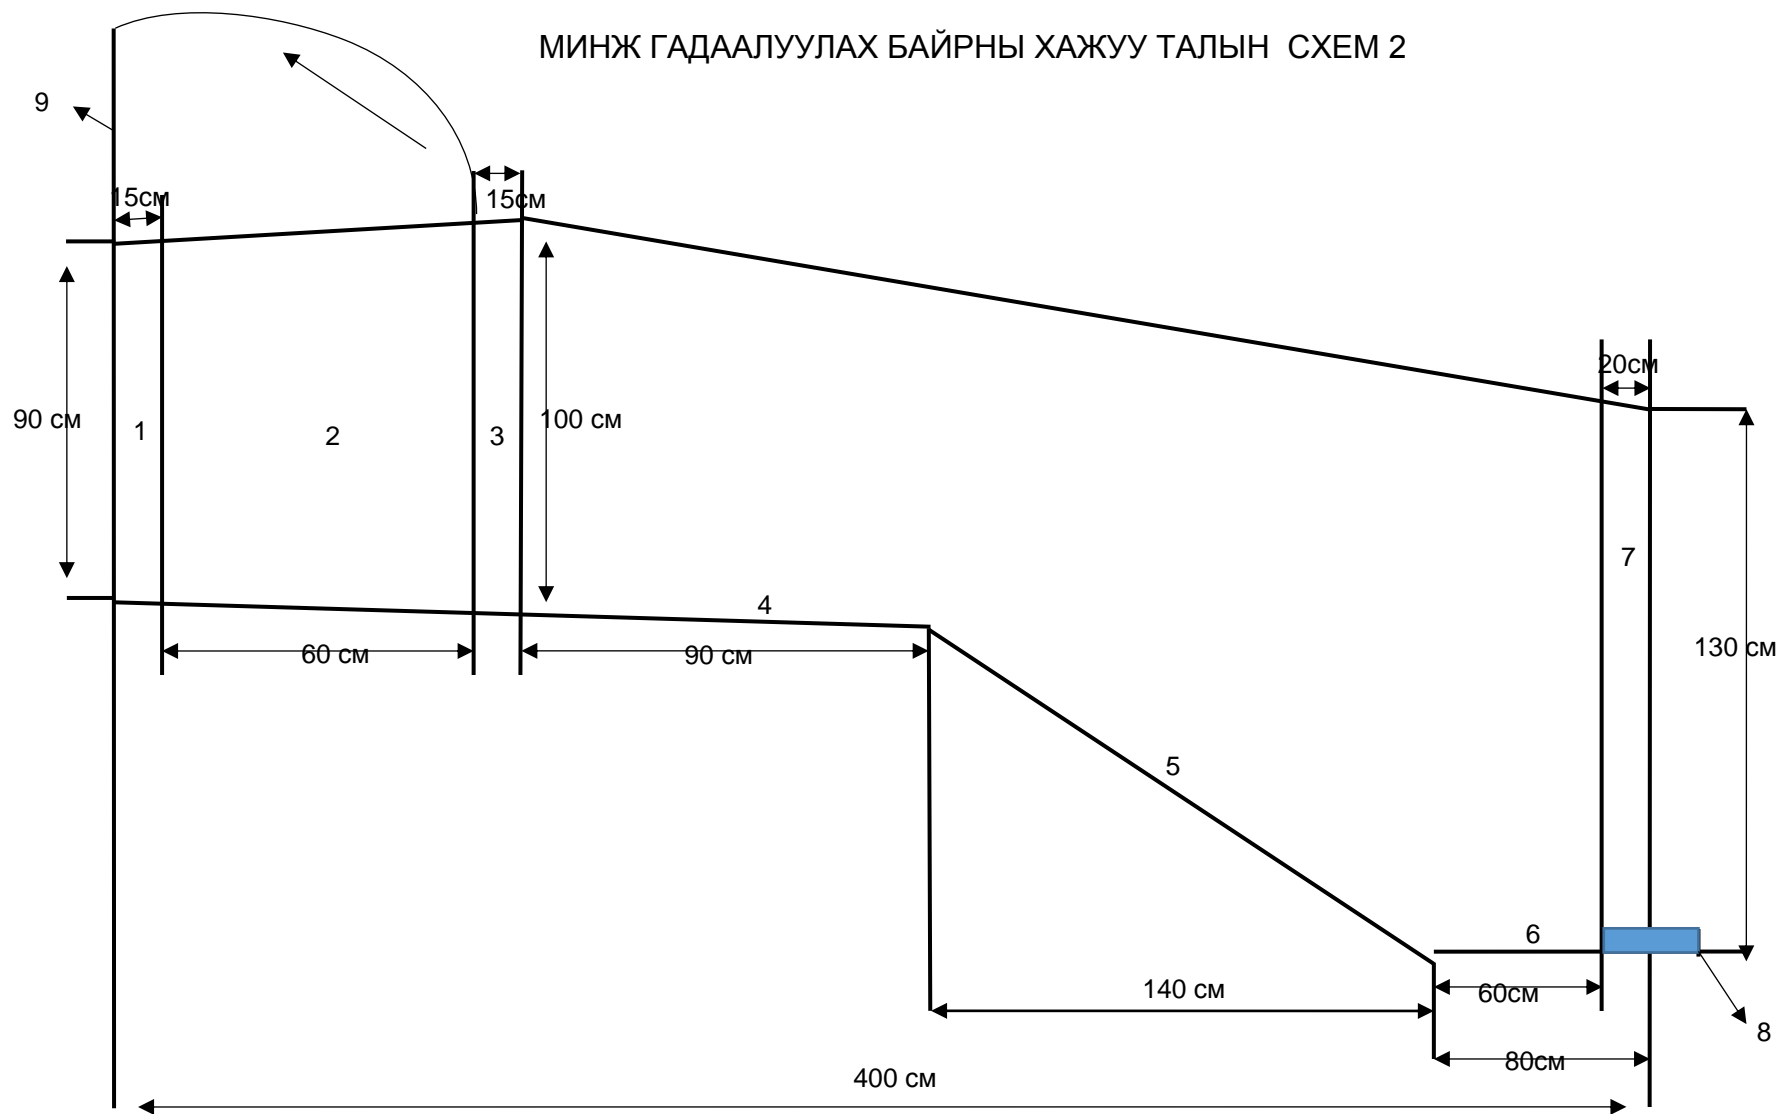 МИНЖ ГАДААЛУУЛАХ БАЙРНЫ ХАЖУУ ТАЛЫН СХЕМ 2
9
15см
15см
20см
90 см
1
2
3
100 см
7
4
130 см
60 см
90 см
5
6
140 см
60см
8
80см
400 см